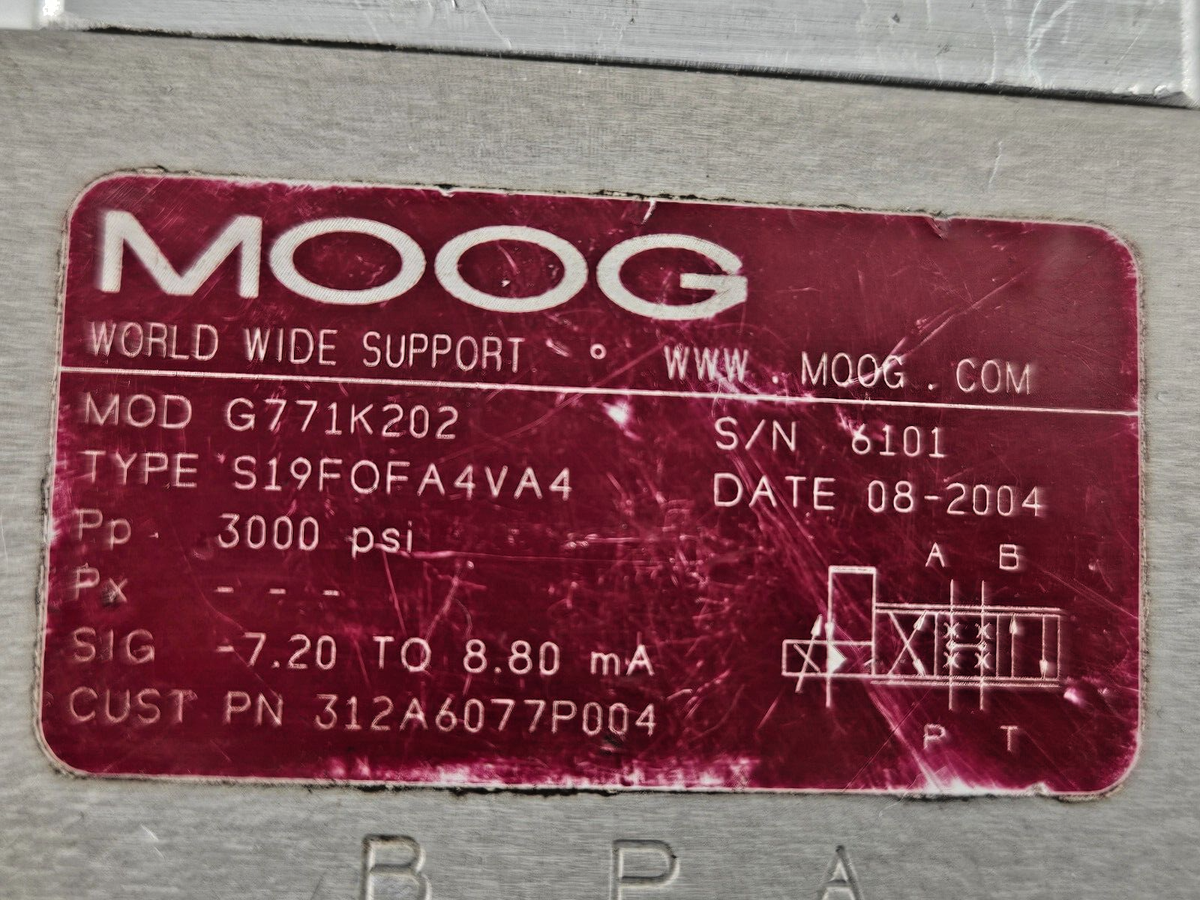 MOOG
WORLD WIDE SUPPORT ° WWW.MOOG.COM
MOD G771K202
S/N 6101
TYPE S19FOFA4VA4
DATE 08-2004
Pp 3000 psi
Px - - -
SIG -7.20 TO 8.80 mA
CUST PN 312A6077P004
A B
P T
B P A